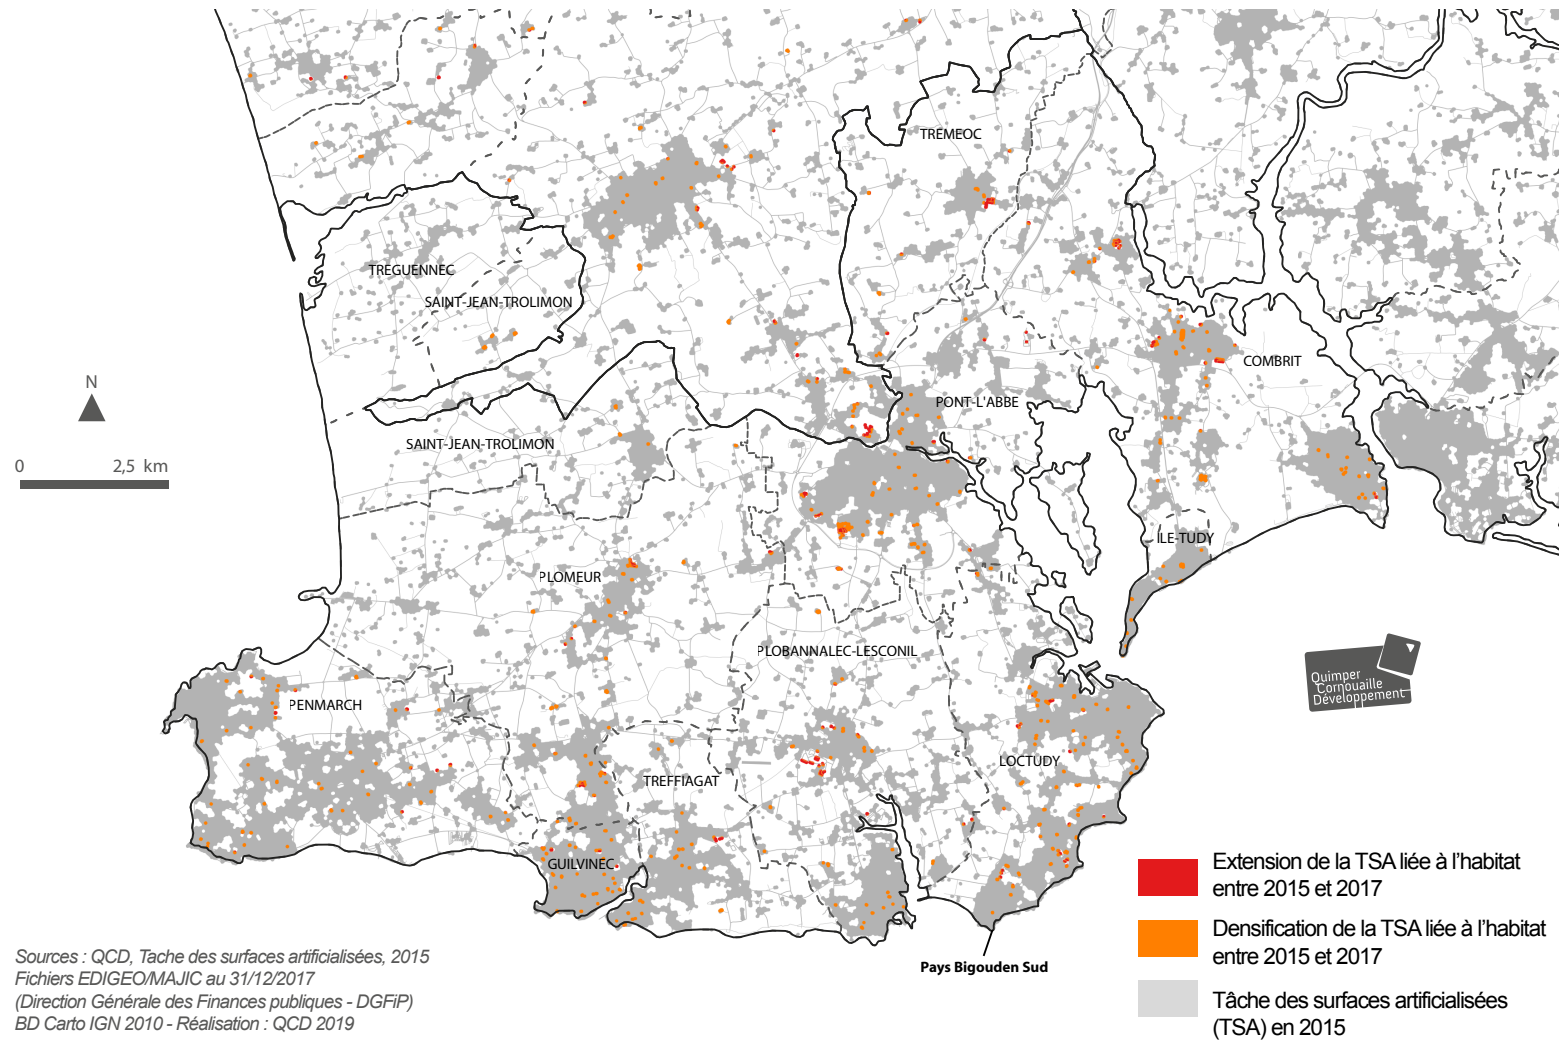 TREMEOC
TREGUENNEC
SAINT-JEAN-TROLIMON
N
COMBRIT
PONT-L'ABBE
SAINT-JEAN-TROLIMON
0 2,5 km
ILE-TUDY
PLOMEUR
PLOBANNALEC-LESCONIL
Quimper
Cornouaille
Développement
PENMARCH
LOCTUDY
TREFFIAGAT
GUILVINEC
Extension de la TSA liée à l'habitat
entre 2015 et 2017
Densification de la TSA liée à l'habitat
entre 2015 et 2017
Tâche des surfaces artificialisées
(TSA) en 2015
Pays Bigouden Sud
Sources : QCD, Tache des surfaces artificialisées, 2015
Fichiers EDIGEO/MAJIC au 31/12/2017
(Direction Générale des Finances publiques - DGFiP)
BD Carto IGN 2010 - Réalisation : QCD 2019